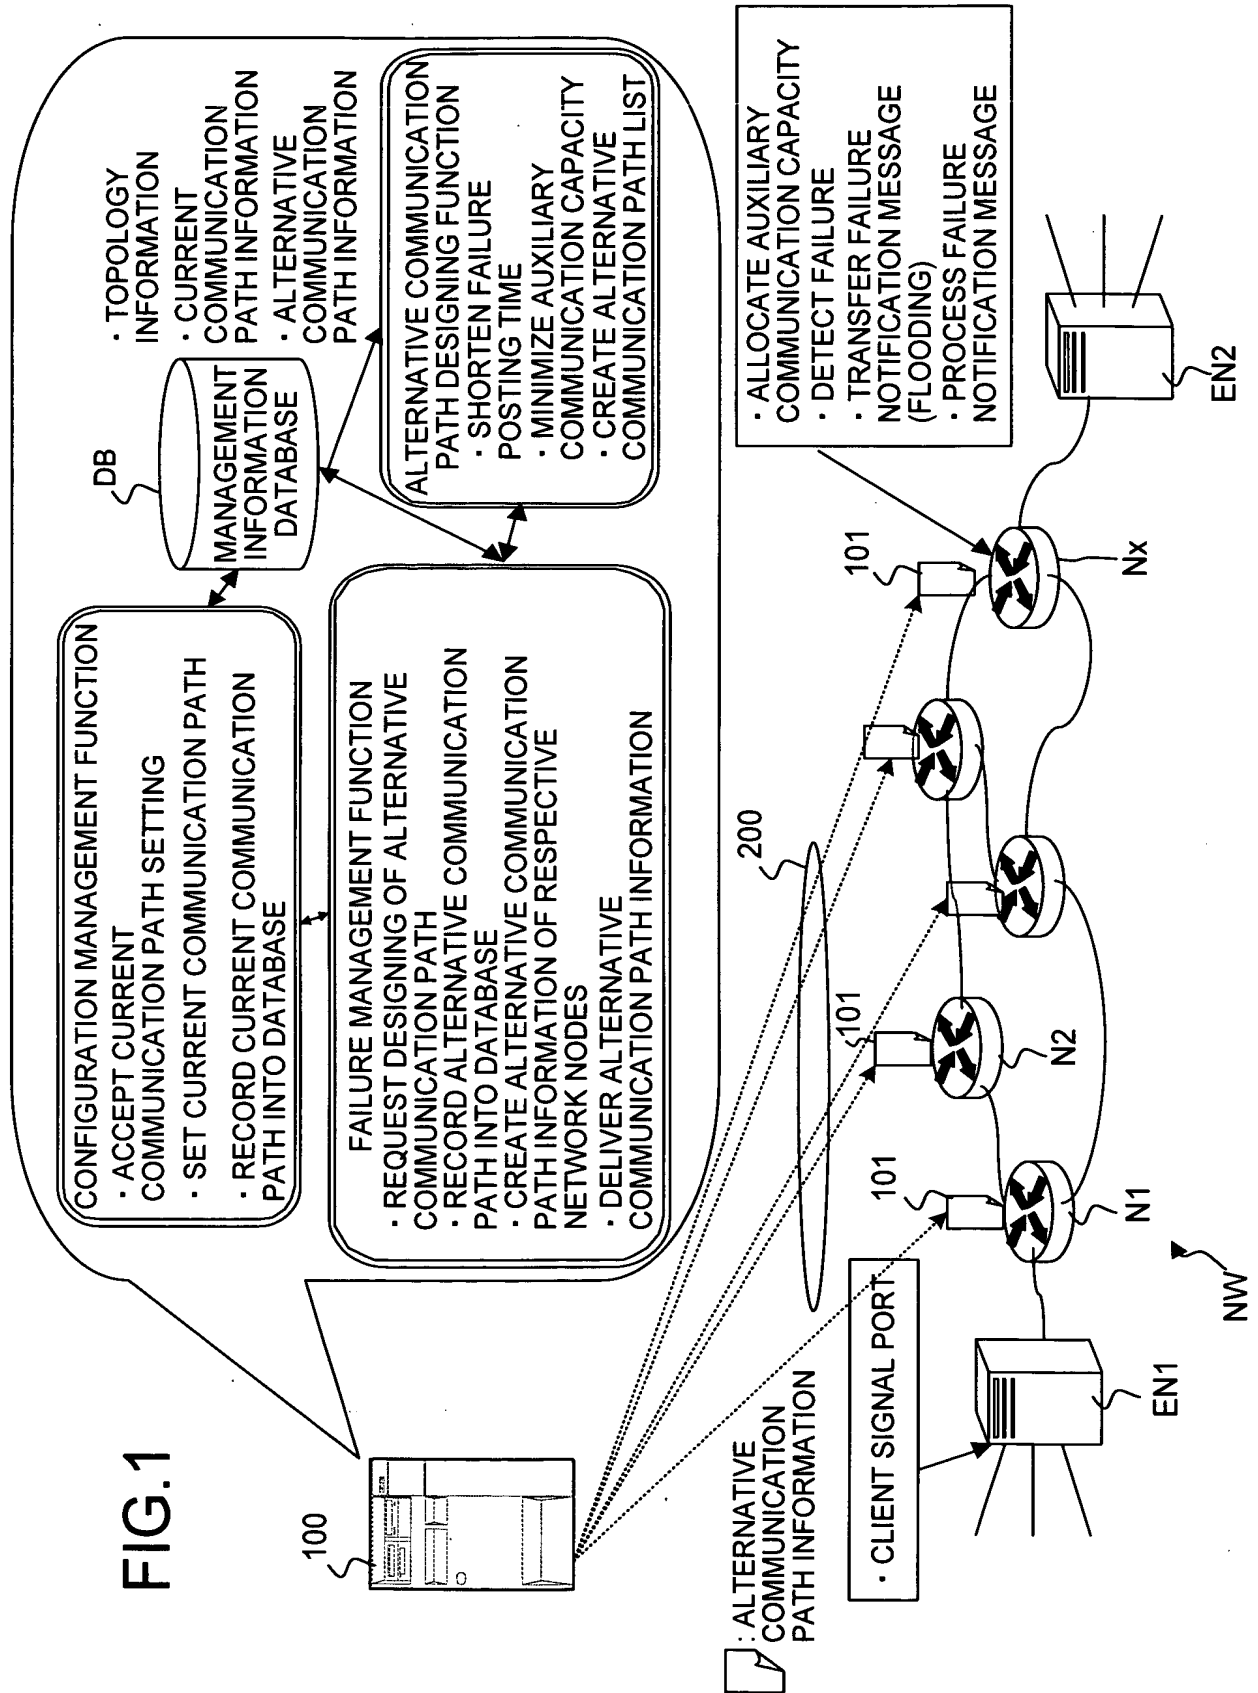 FIG.1
100
CONFIGURATION MANAGEMENT FUNCTION
· ACCEPT CURRENT
COMMUNICATION PATH SETTING
· SET CURRENT COMMUNICATION PATH
· RECORD CURRENT COMMUNICATION
PATH INTO DATABASE
DB
MANAGEMENT
INFORMATION
DATABASE
· TOPOLOGY
INFORMATION
· CURRENT
COMMUNICATION
PATH INFORMATION
· ALTERNATIVE
COMMUNICATION
PATH INFORMATION
FAILURE MANAGEMENT FUNCTION
· REQUEST DESIGNING OF ALTERNATIVE
COMMUNICATION PATH
· RECORD ALTERNATIVE COMMUNICATION
PATH INTO DATABASE
· CREATE ALTERNATIVE COMMUNICATION
PATH INFORMATION OF RESPECTIVE
NETWORK NODES
· DELIVER ALTERNATIVE
COMMUNICATION PATH INFORMATION
ALTERNATIVE COMMUNICATION
PATH DESIGNING FUNCTION
· SHORTEN FAILURE
POSTING TIME
· MINIMIZE AUXILIARY
COMMUNICATION CAPACITY
· CREATE ALTERNATIVE
COMMUNICATION PATH LIST
: ALTERNATIVE
COMMUNICATION
PATH INFORMATION
200
· ALLOCATE AUXILIARY
COMMUNICATION CAPACITY
· DETECT FAILURE
· TRANSFER FAILURE
NOTIFICATION MESSAGE
(FLOODING)
· PROCESS FAILURE
NOTIFICATION MESSAGE
· CLIENT SIGNAL PORT
101
101
101
EN1
N1
N2
Nx
EN2
NW